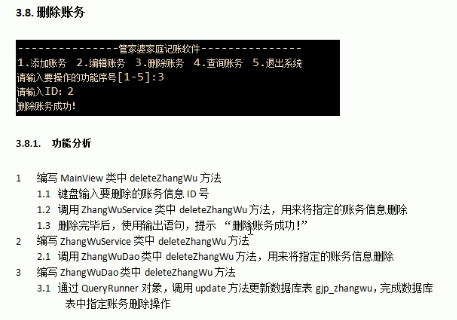 3.8. 删除账务
---------------管家婆家庭记账软件---------------
1.添加账务 2.编辑账务 3.删除账务 4.查询账务 5.退出系统
请输入要操作的功能序号[1-5]:3
请输入ID: 2
删除账务成功!
3.8.1. 功能分析
1 编写 MainView 类中 deleteZhangWu 方法
1.1 键盘输入要删除的账务信息 ID 号
1.2 调用 ZhangWuService 类中 deleteZhangWu 方法，用来将指定的账务信息删除
1.3 删除完毕后，使用输出语句，提示 “删除账务成功！”
2 编写 ZhangWuService 类中 deleteZhangWu 方法
2.1 调用 ZhangWuDao 类中 deleteZhangWu 方法，用来将指定的账务信息删除
3 编写 ZhangWuDao 类中 deleteZhangWu 方法
3.1 通过 QueryRunner 对象，调用 update 方法更新数据库表 gjp_zhangwu，完成数据库
表中指定账务删除操作